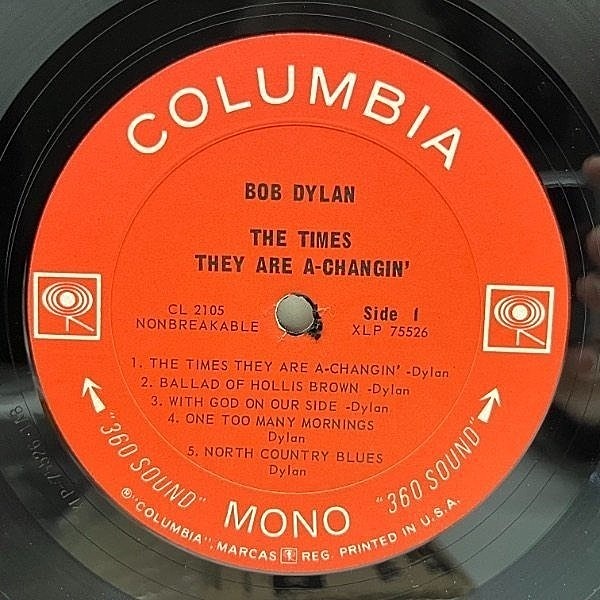 COLUMBIA
BOB DYLAN
THE TIMES
THEY ARE A-CHANGIN'
CL 2105
NONBREAKABLE
Side 1
XLP 75526
1. THE TIMES THEY ARE A-CHANGIN' -Dylan
2. BALLAD OF HOLLIS BROWN -Dylan
3. WITH GOD ON OUR SIDE -Dylan
4. ONE TOO MANY MORNINGS
Dylan
5. NORTH COUNTRY BLUES
Dylan
"360 SOUND" MONO "360 SOUND"
® "COLUMBIA", MARCAS REG. PRINTED IN U.S.A.